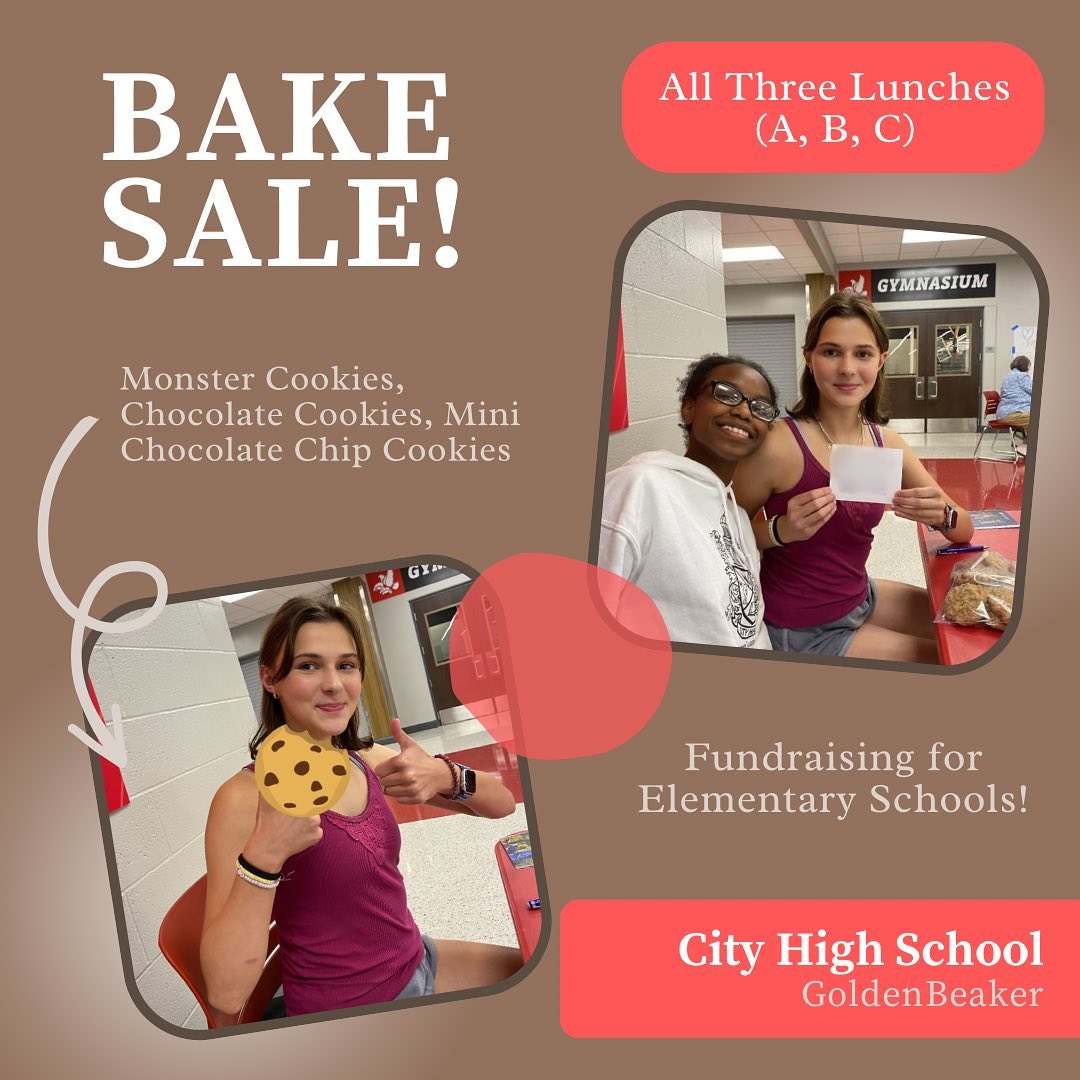 BAKE
SALE!
All Three Lunches
(A, B, C)
GYMNASIUM
Monster Cookies,
Chocolate Cookies, Mini
Chocolate Chip Cookies
Fundraising for
Elementary Schools!
City High School
GoldenBeaker